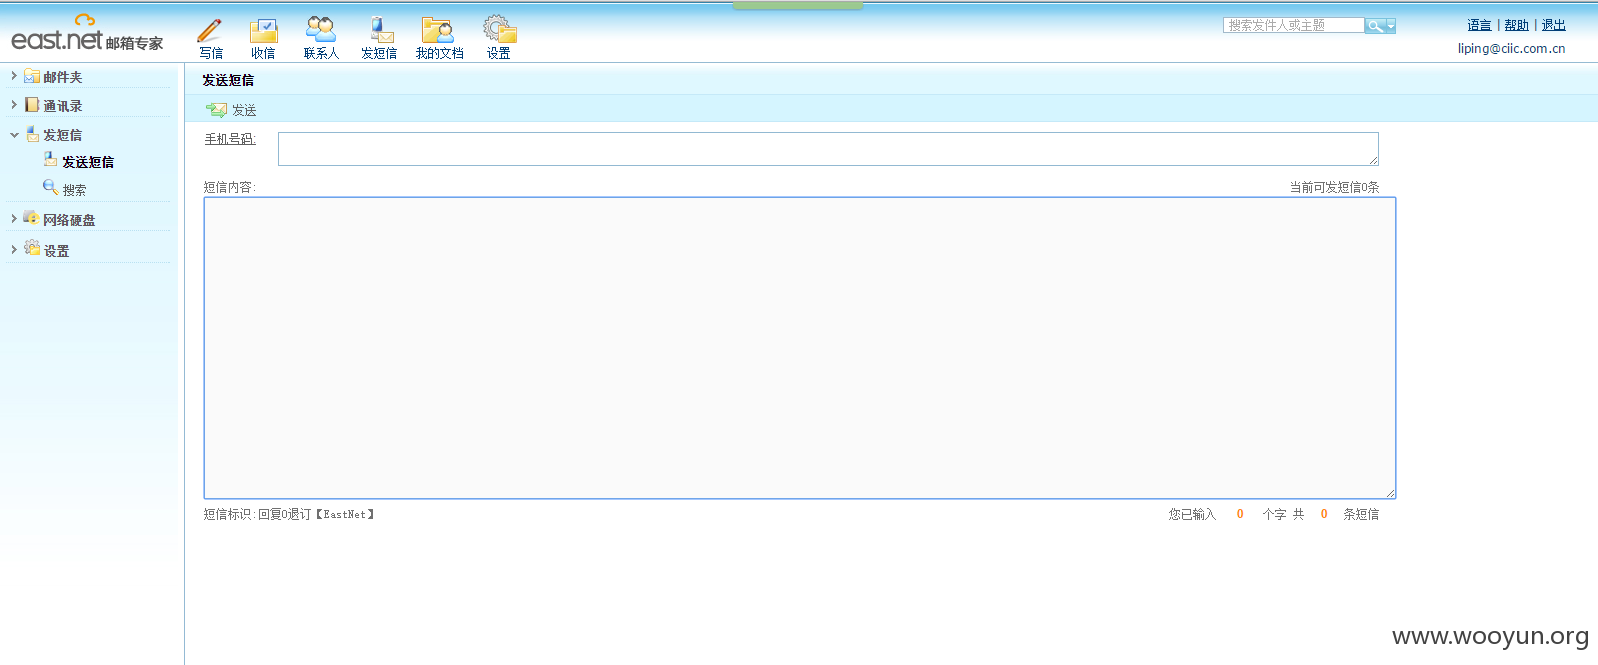 east.net 邮箱专家
写信 收信 联系人 发短信 我的文档 设置
搜索发件人或主题
语言 | 帮助 | 退出
liping@ciic.com.cn
邮件夹
通讯录
发短信
发送短信
搜索
网络硬盘
设置
发送短信
发送
手机号码:
短信内容:
当前可发短信0条
短信标识:回复0退订【EastNet】
您已输入 0 个字 共 0 条短信
www.wooyun.org